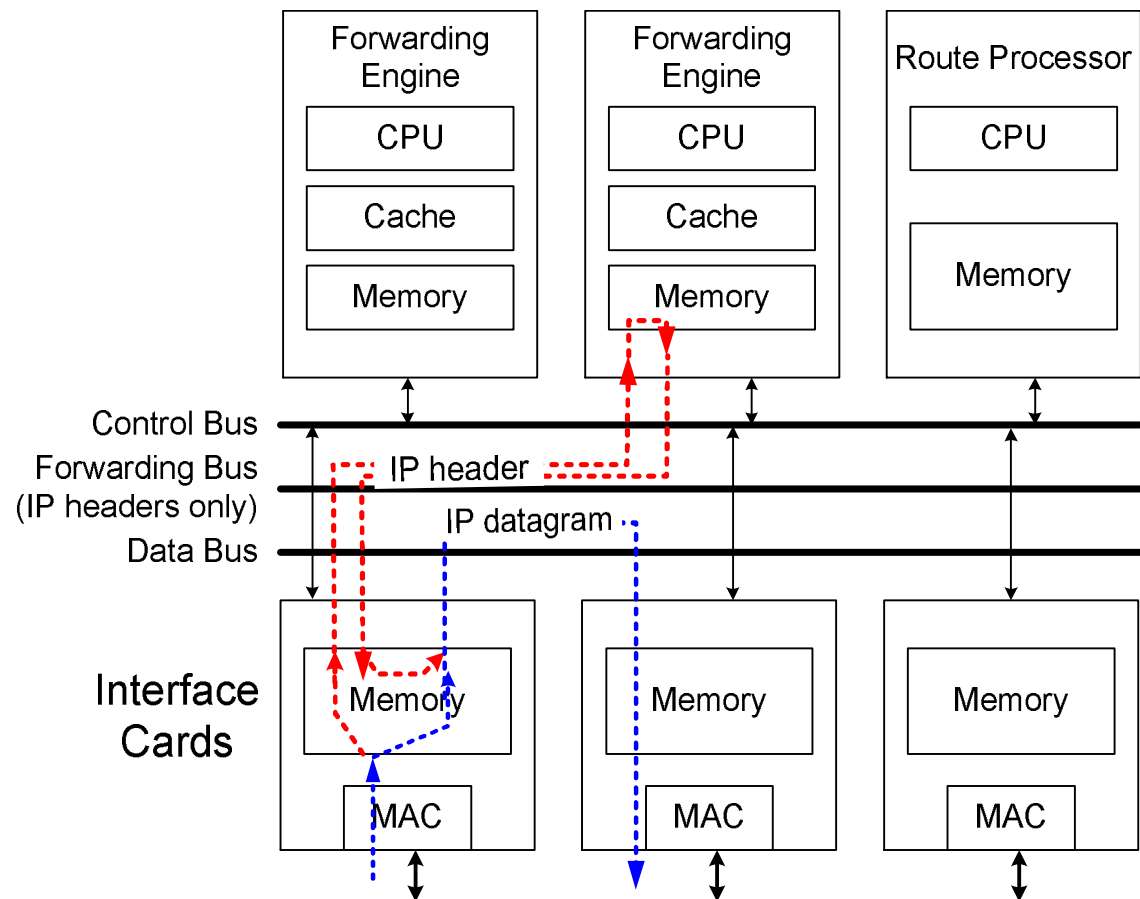 Forwarding
Engine
CPU
Cache
Memory
Forwarding
Engine
CPU
Cache
Memory
Route Processor
CPU
Memory
Control Bus
Forwarding Bus
(IP headers only)
Data Bus
IP header
IP datagram
Interface
Cards
Memory
MAC
Memory
MAC
Memory
MAC